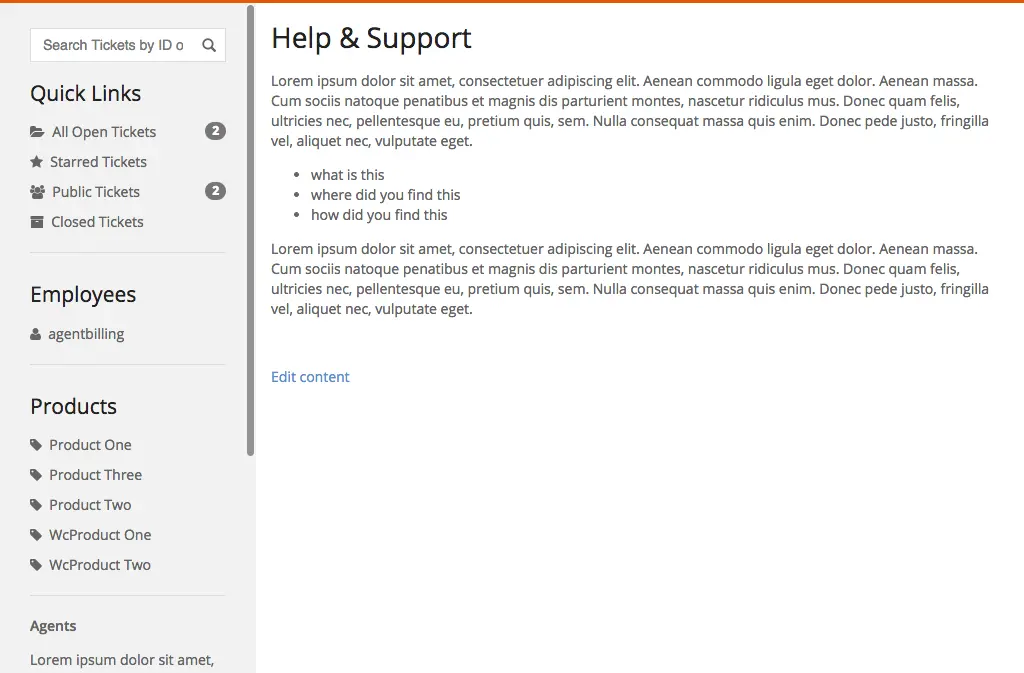 Search Tickets by ID o
Quick Links
All Open Tickets 2
Starred Tickets
Public Tickets 2
Closed Tickets
Employees
agentbilling
Products
Product One
Product Three
Product Two
WcProduct One
WcProduct Two
Agents
Lorem ipsum dolor sit amet,
Help & Support
Lorem ipsum dolor sit amet, consectetuer adipiscing elit. Aenean commodo ligula eget dolor. Aenean massa.
Cum sociis natoque penatibus et magnis dis parturient montes, nascetur ridiculus mus. Donec quam felis,
ultricies nec, pellentesque eu, pretium quis, sem. Nulla consequat massa quis enim. Donec pede justo, fringilla
vel, aliquet nec, vulputate eget.
• what is this
• where did you find this
• how did you find this
Lorem ipsum dolor sit amet, consectetuer adipiscing elit. Aenean commodo ligula eget dolor. Aenean massa.
Cum sociis natoque penatibus et magnis dis parturient montes, nascetur ridiculus mus. Donec quam felis,
ultricies nec, pellentesque eu, pretium quis, sem. Nulla consequat massa quis enim. Donec pede justo, fringilla
vel, aliquet nec, vulputate eget.
Edit content